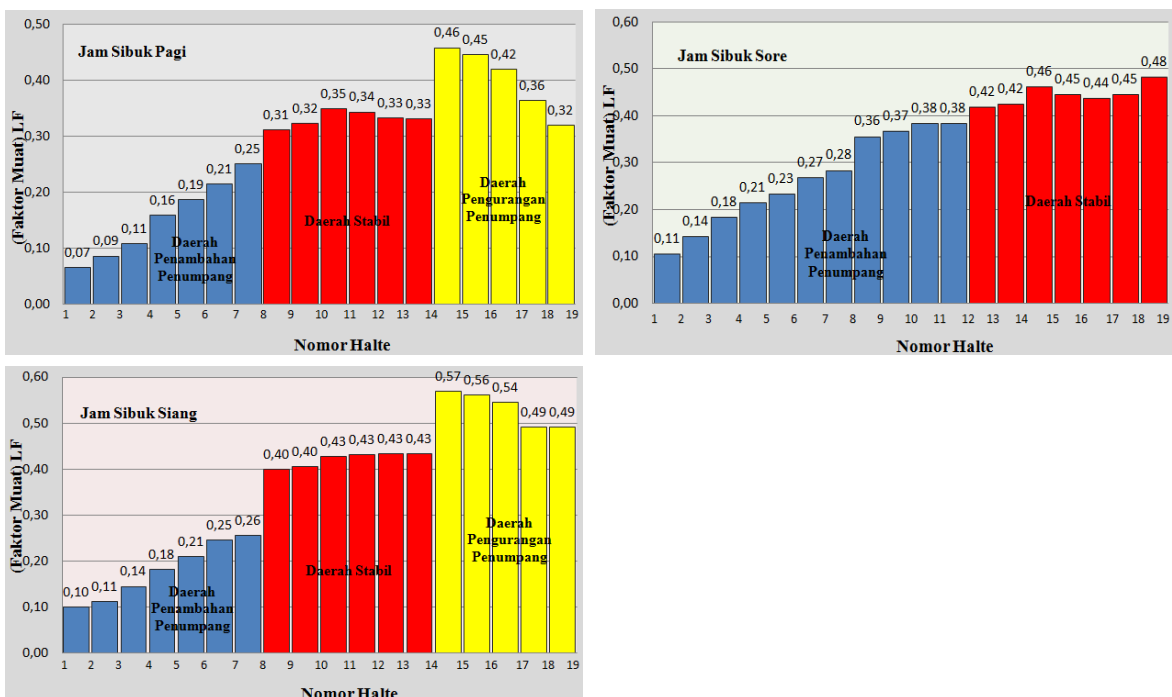 Jam Sibuk Pagi
(Faktor Muat) LF
0,50
0,40
0,30
0,20
0,10
0,00
0,07 0,09 0,11 0,16 0,19 0,21 0,25 0,31 0,32 0,35 0,34 0,33 0,33 0,46 0,45 0,42 0,36 0,32
Daerah
Penambahan
Penumpang
Daerah Stabil
Daerah
Pengurangan
Penumpang
1 2 3 4 5 6 7 8 9 10 11 12 13 14 15 16 17 18 19
Nomor Halte
Jam Sibuk Sore
(Faktor Muat) LF
0,60
0,50
0,40
0,30
0,20
0,10
0,00
0,11 0,14 0,18 0,21 0,23 0,27 0,28 0,36 0,37 0,38 0,38 0,42 0,42 0,46 0,45 0,44 0,45 0,48
Daerah
Penambahan
Penumpang
Daerah Stabil
1 2 3 4 5 6 7 8 9 10 11 12 13 14 15 16 17 18 19
Nomor Halte
Jam Sibuk Siang
(Faktor Muat) LF
0,60
0,50
0,40
0,30
0,20
0,10
0,00
0,10 0,11 0,14 0,18 0,21 0,25 0,26 0,40 0,40 0,43 0,43 0,43 0,43 0,57 0,56 0,54 0,49 0,49
Daerah
Penambahan
Penumpang
Daerah Stabil
Daerah
Pengurangan
Penumpang
1 2 3 4 5 6 7 8 9 10 11 12 13 14 15 16 17 18 19
Nomor Halte